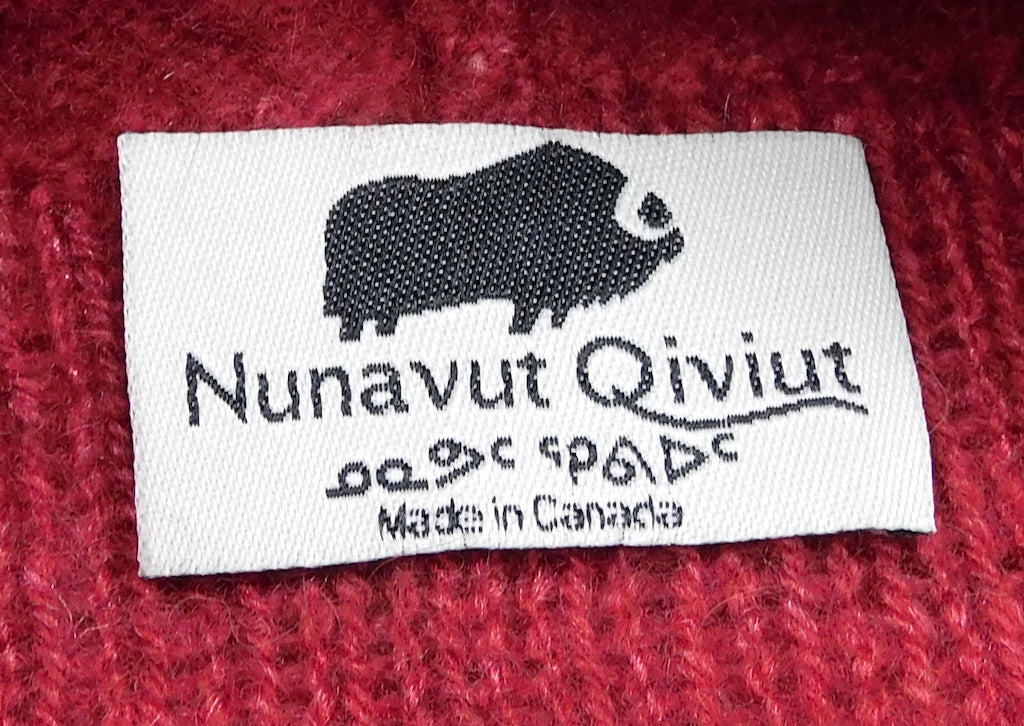 Nunavut Qiviut
ᓄᓇᕗᑦ ᕿᕕᐅᑦ
Made in Canada